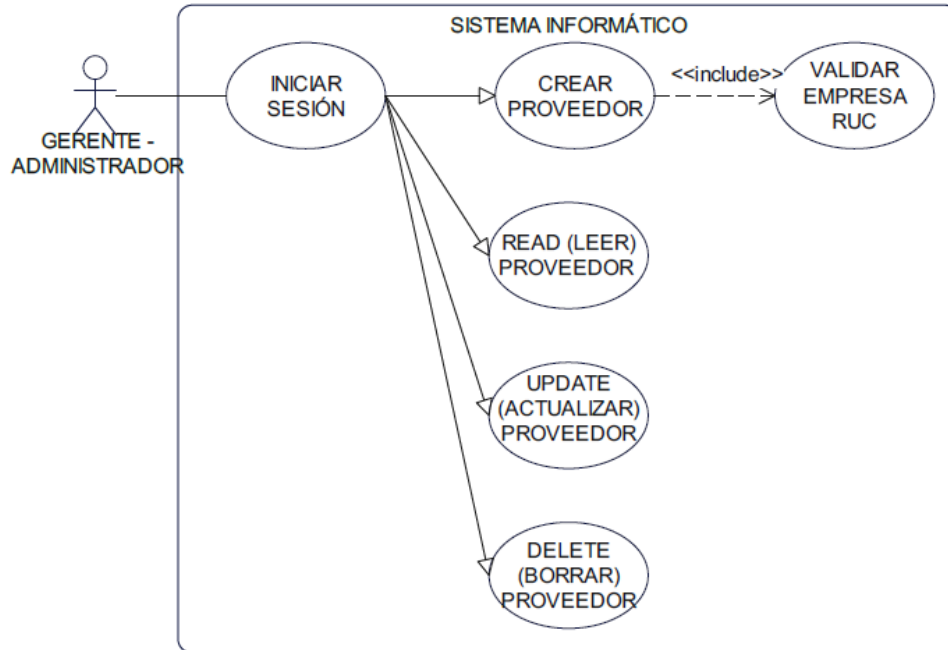 SISTEMA INFORMÁTICO
GERENTE -
ADMINISTRADOR
INICIAR
SESIÓN
CREAR
PROVEEDOR
<<include>>
VALIDAR
EMPRESA
RUC
READ (LEER)
PROVEEDOR
UPDATE
(ACTUALIZAR)
PROVEEDOR
DELETE
(BORRAR)
PROVEEDOR